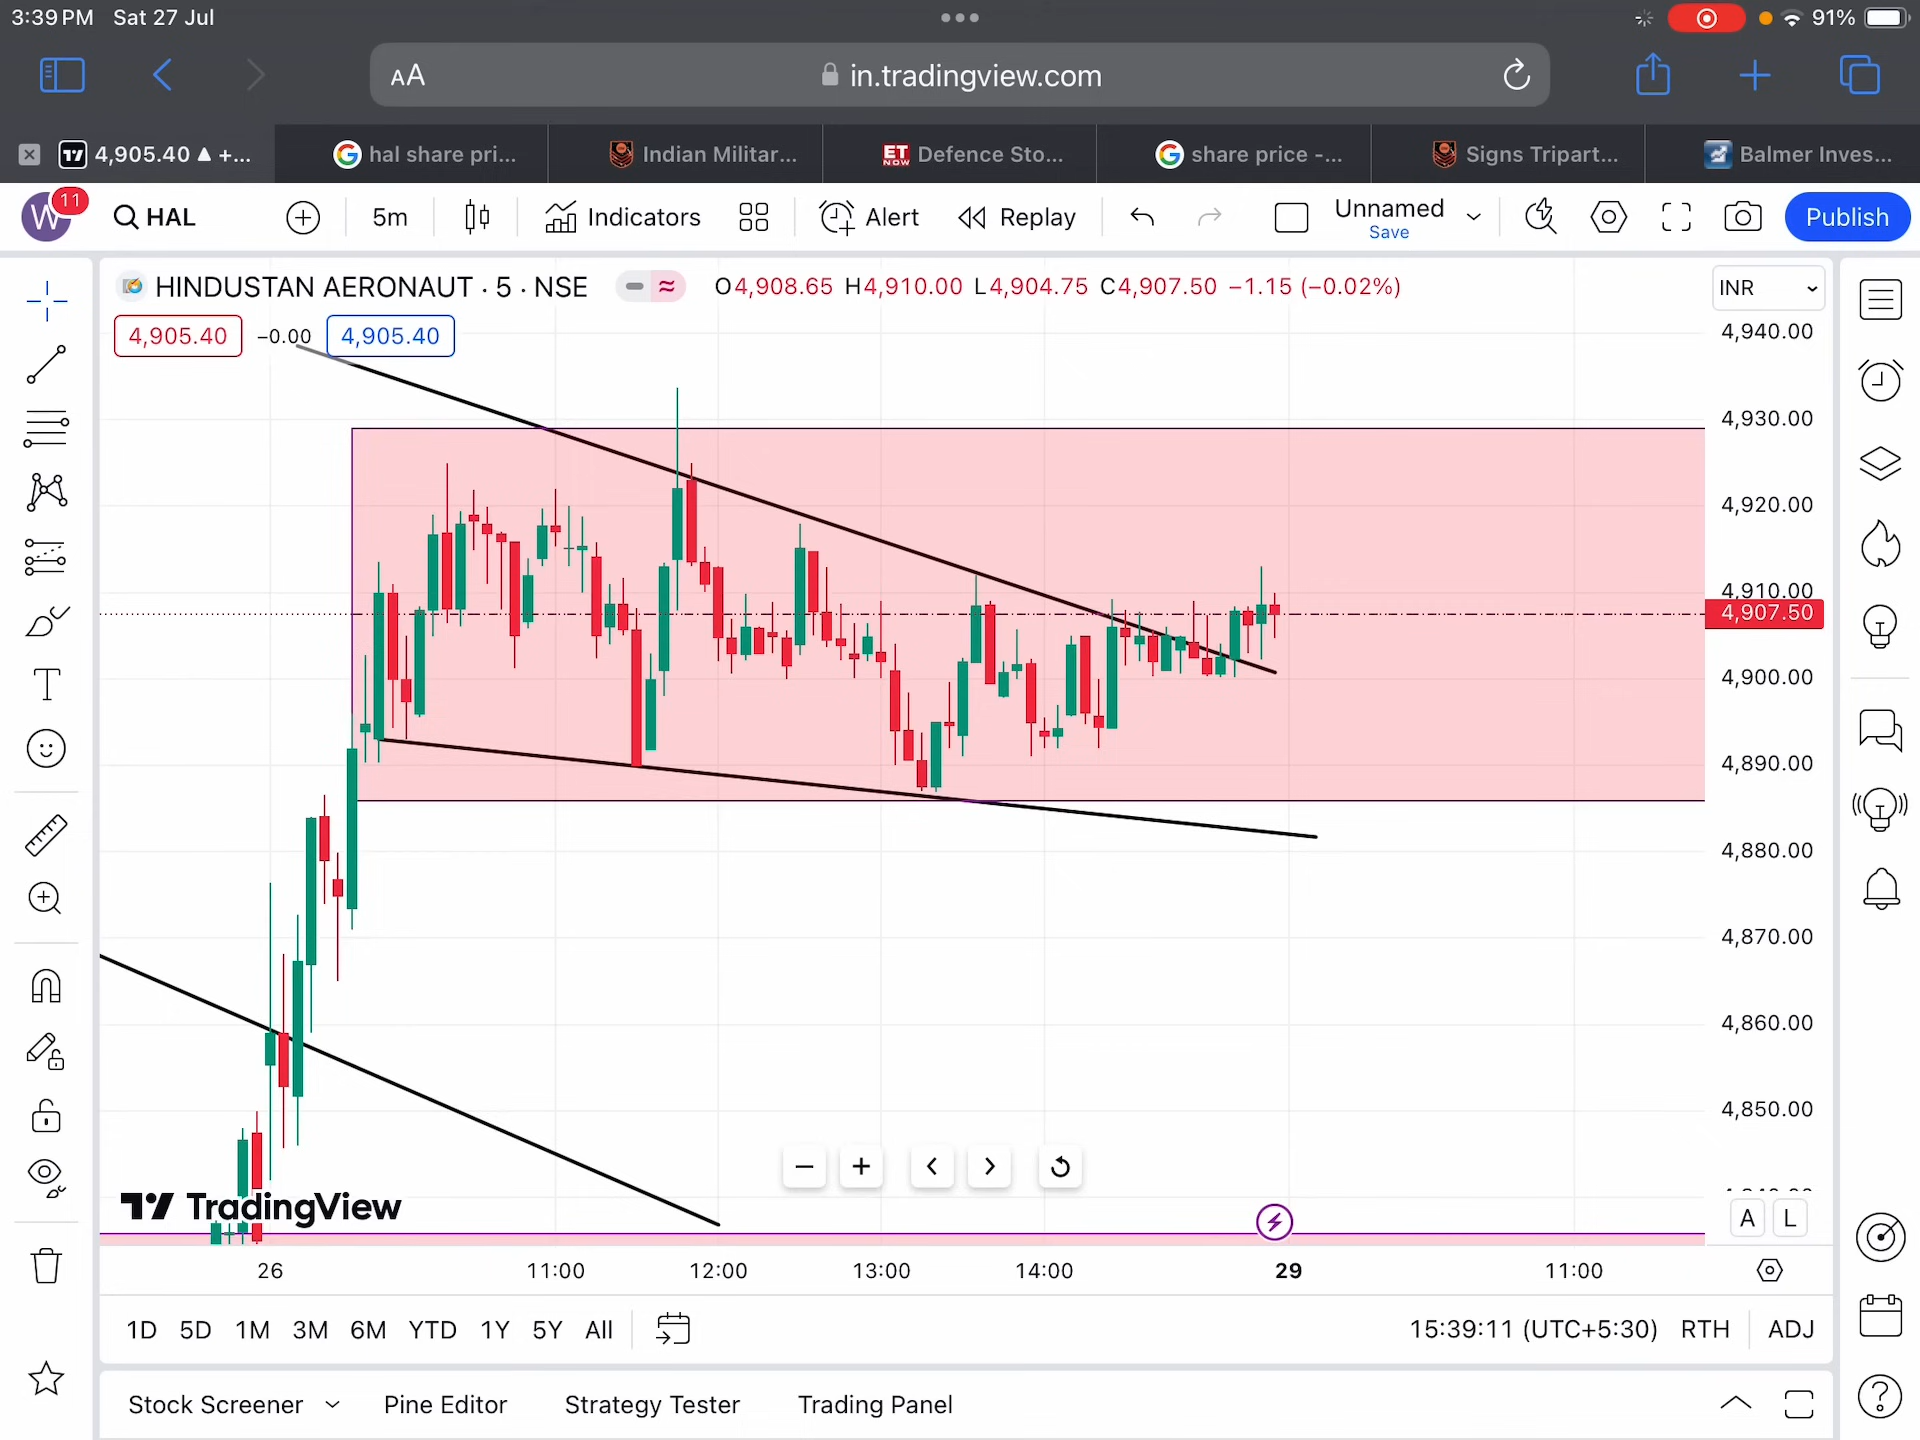 3:39 PM Sat 27 Jul
91%
AA
in.tradingview.com
4,905.40 ▲ +...
hal share pri...
Indian Militar...
ET NOW Defence Sto...
share price -...
Signs Tripart...
Balmer Inves...
W 11
HAL
5m
Indicators
Alert
Replay
Unnamed
Save
Publish
HINDUSTAN AERONAUT · 5 · NSE
O4,908.65 H4,910.00 L4,904.75 C4,907.50 −1.15 (−0.02%)
INR
4,905.40 −0.00 4,905.40
4,940.00
4,930.00
4,920.00
4,910.00
4,907.50
4,900.00
4,890.00
4,880.00
4,870.00
4,860.00
4,850.00
TradingView
A L
26 11:00 12:00 13:00 14:00 29 11:00
1D 5D 1M 3M 6M YTD 1Y 5Y All
15:39:11 (UTC+5:30) RTH ADJ
Stock Screener Pine Editor Strategy Tester Trading Panel